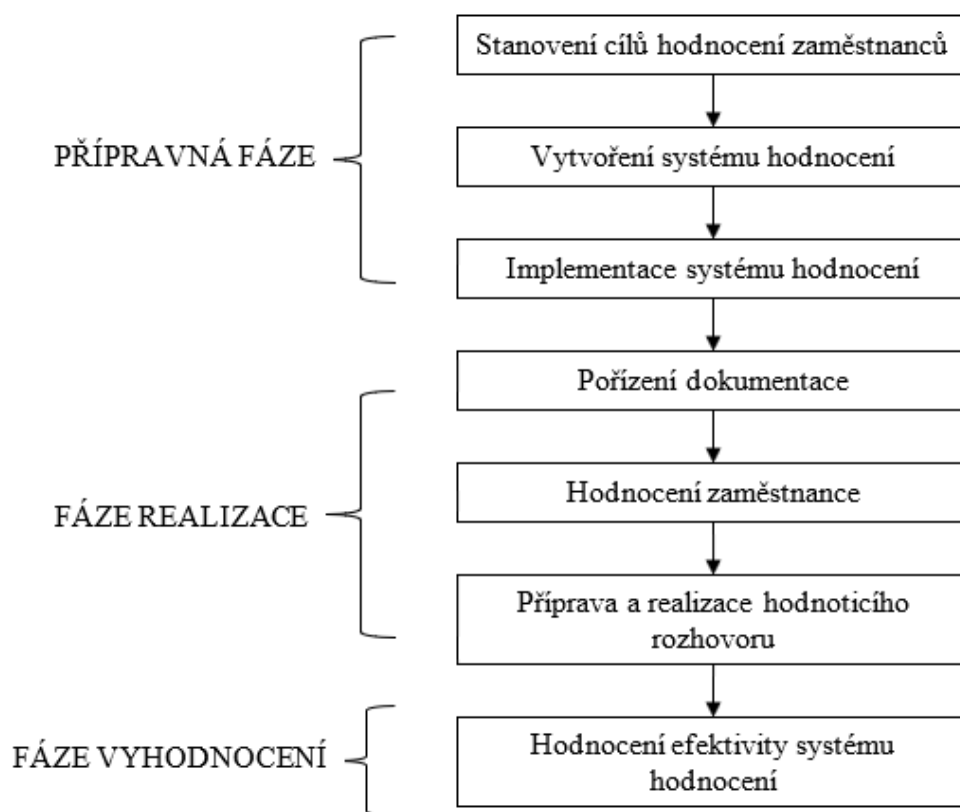 Stanovení cílů hodnocení zaměstnanců
PŘÍPRAVNÁ FÁZE
Vytvoření systému hodnocení
Implementace systému hodnocení
Pořízení dokumentace
FÁZE REALIZACE
Hodnocení zaměstnance
Příprava a realizace hodnoticího
rozhovoru
FÁZE VYHODNOCENÍ
Hodnocení efektivity systému
hodnocení